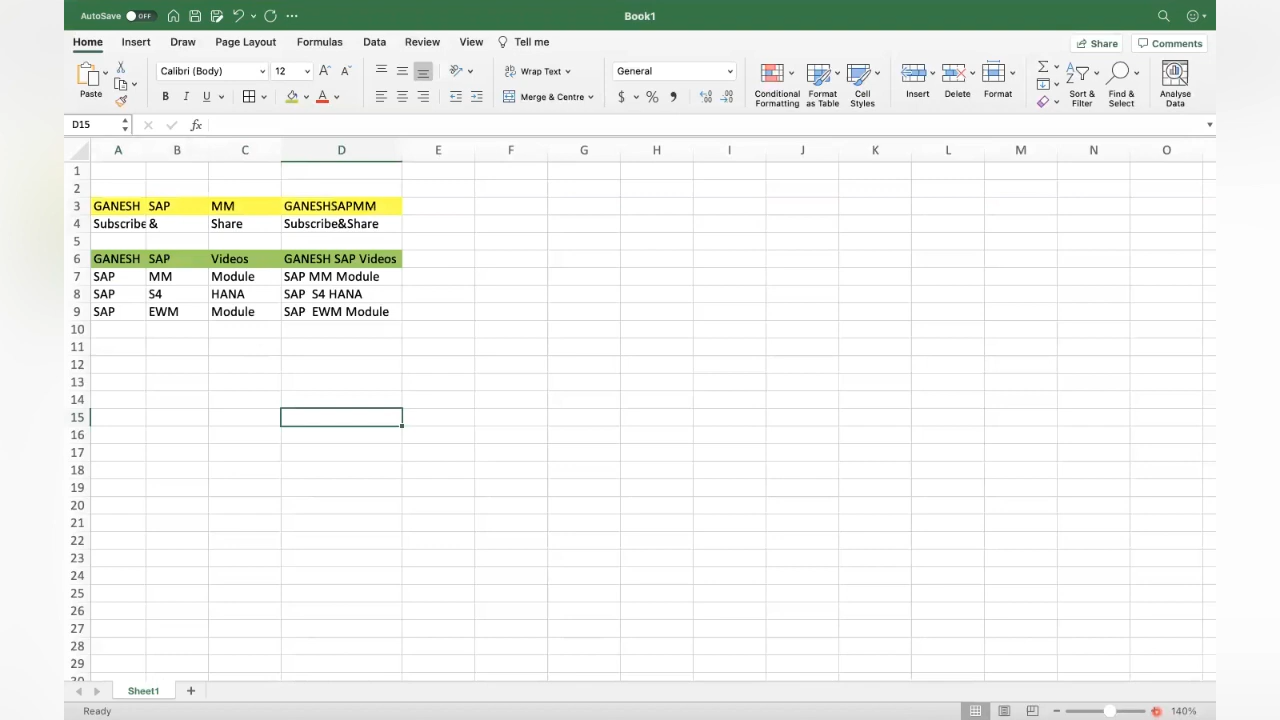 AutoSave OFF Book1
Home Insert Draw Page Layout Formulas Data Review View Tell me Share Comments
Paste Calibri (Body) 12 A A Wrap Text General Conditional Formatting Format as Table Cell Styles Insert Delete Format Sort & Filter Find & Select Analyse Data
B I U A Merge & Centre $ % 9
D15 fx
A B C D E F G H I J K L M N O
1
2
3 GANESH SAP MM GANESHSAPMM
4 Subscribe & Share Subscribe&Share
5
6 GANESH SAP Videos GANESH SAP Videos
7 SAP MM Module SAP MM Module
8 SAP S4 HANA SAP  S4 HANA
9 SAP EWM Module SAP  EWM Module
10
11
12
13
14
15
16
17
18
19
20
21
22
23
24
25
26
27
28
29
30
Sheet1 +
Ready 140%